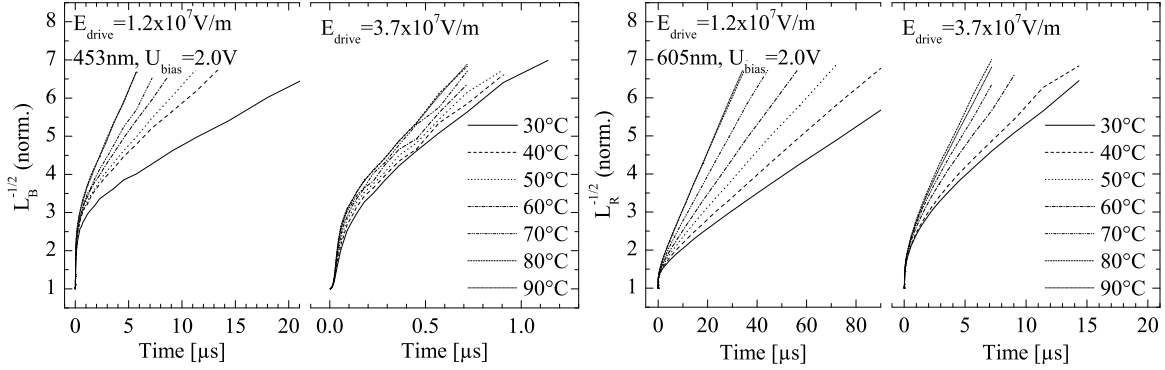 E_drive=1.2x10^7V/m
453nm, U_bias=2.0V
8
7
6
5
4
3
2
1
L_B^-1/2 (norm.)
0 5 10 15 20
Time [µs]
E_drive=3.7x10^7V/m
30°C
40°C
50°C
60°C
70°C
80°C
90°C
0.0 0.5 1.0
Time [µs]
E_drive=1.2x10^7V/m
605nm, U_bias=2.0V
8
7
6
5
4
3
2
1
L_R^-1/2 (norm.)
0 20 40 60 80
Time [µs]
E_drive=3.7x10^7V/m
30°C
40°C
50°C
60°C
70°C
80°C
90°C
0 5 10 15 20
Time [µs]